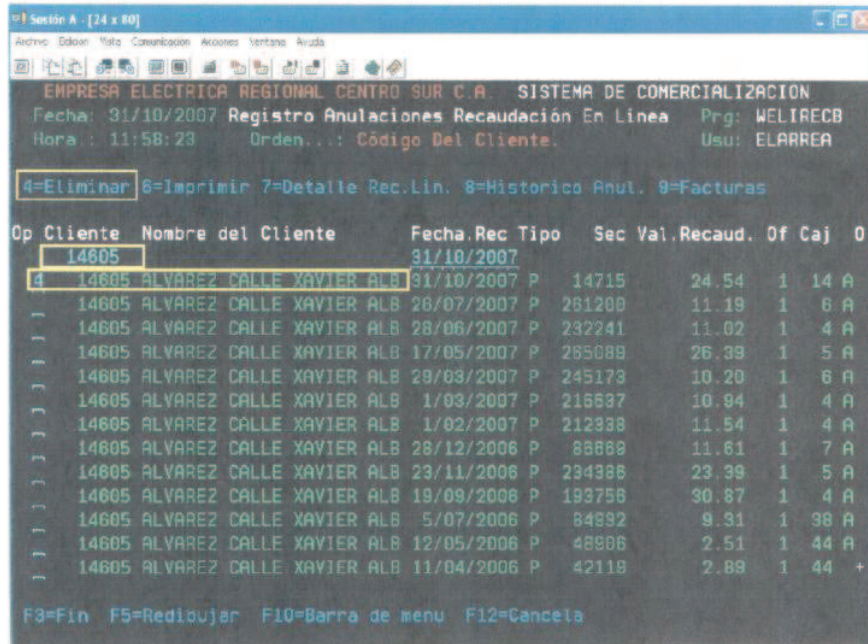 Sesión A - [24 x 80]
Archivo Edicion Vista Comunicación Acciones Ventana Ayuda
EMPRESA ELECTRICA REGIONAL CENTRO SUR C.A. SISTEMA DE COMERCIALIZACION
Fecha: 31/10/2007 Registro Anulaciones Recaudación En Linea Prg: WELIRECB
Hora.: 11:58:23 Orden...: Código Del Cliente. Usu: ELARREA
4=Eliminar 6=Imprimir 7=Detalle Rec.Lin. 8=Historico Anul. 9=Facturas
Op Cliente Nombre del Cliente Fecha.Rec Tipo Sec Val.Recaud. Of Caj O
14605 31/10/2007
4 14605 ALVAREZ CALLE XAVIER ALB 31/10/2007 P 14715 24.54 1 14 A
14605 ALVAREZ CALLE XAVIER ALB 26/07/2007 P 261200 11.19 1 6 A
14605 ALVAREZ CALLE XAVIER ALB 28/06/2007 P 232241 11.02 1 4 A
14605 ALVAREZ CALLE XAVIER ALB 17/05/2007 P 265089 26.39 1 5 A
14605 ALVAREZ CALLE XAVIER ALB 29/03/2007 P 245173 10.20 1 6 A
14605 ALVAREZ CALLE XAVIER ALB 1/03/2007 P 216637 10.94 1 4 A
14605 ALVAREZ CALLE XAVIER ALB 1/02/2007 P 212338 11.54 1 4 A
14605 ALVAREZ CALLE XAVIER ALB 28/12/2006 P 86669 11.61 1 7 A
14605 ALVAREZ CALLE XAVIER ALB 23/11/2006 P 234386 23.39 1 5 A
14605 ALVAREZ CALLE XAVIER ALB 19/09/2006 P 193756 30.87 1 4 A
14605 ALVAREZ CALLE XAVIER ALB 5/07/2006 P 84992 9.31 1 38 A
14605 ALVAREZ CALLE XAVIER ALB 12/05/2006 P 48906 2.51 1 44 A
14605 ALVAREZ CALLE XAVIER ALB 11/04/2006 P 42119 2.89 1 44 +
F3=Fin F5=Redibujar F10=Barra de menu F12=Cancela